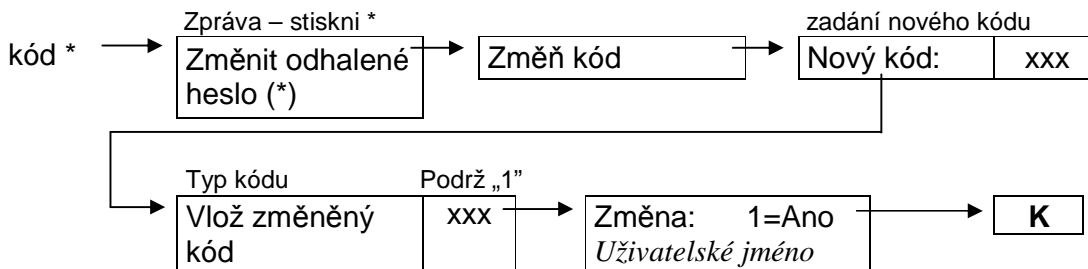 Zpráva – stiskni *
zadání nového kódu
kód *
Změnit odhalené
heslo (*)
Změň kód
Nový kód:
xxx
Typ kódu
Podrž „1”
Vlož změněný
kód
xxx
Změna: 1=Ano
Uživatelské jméno
K